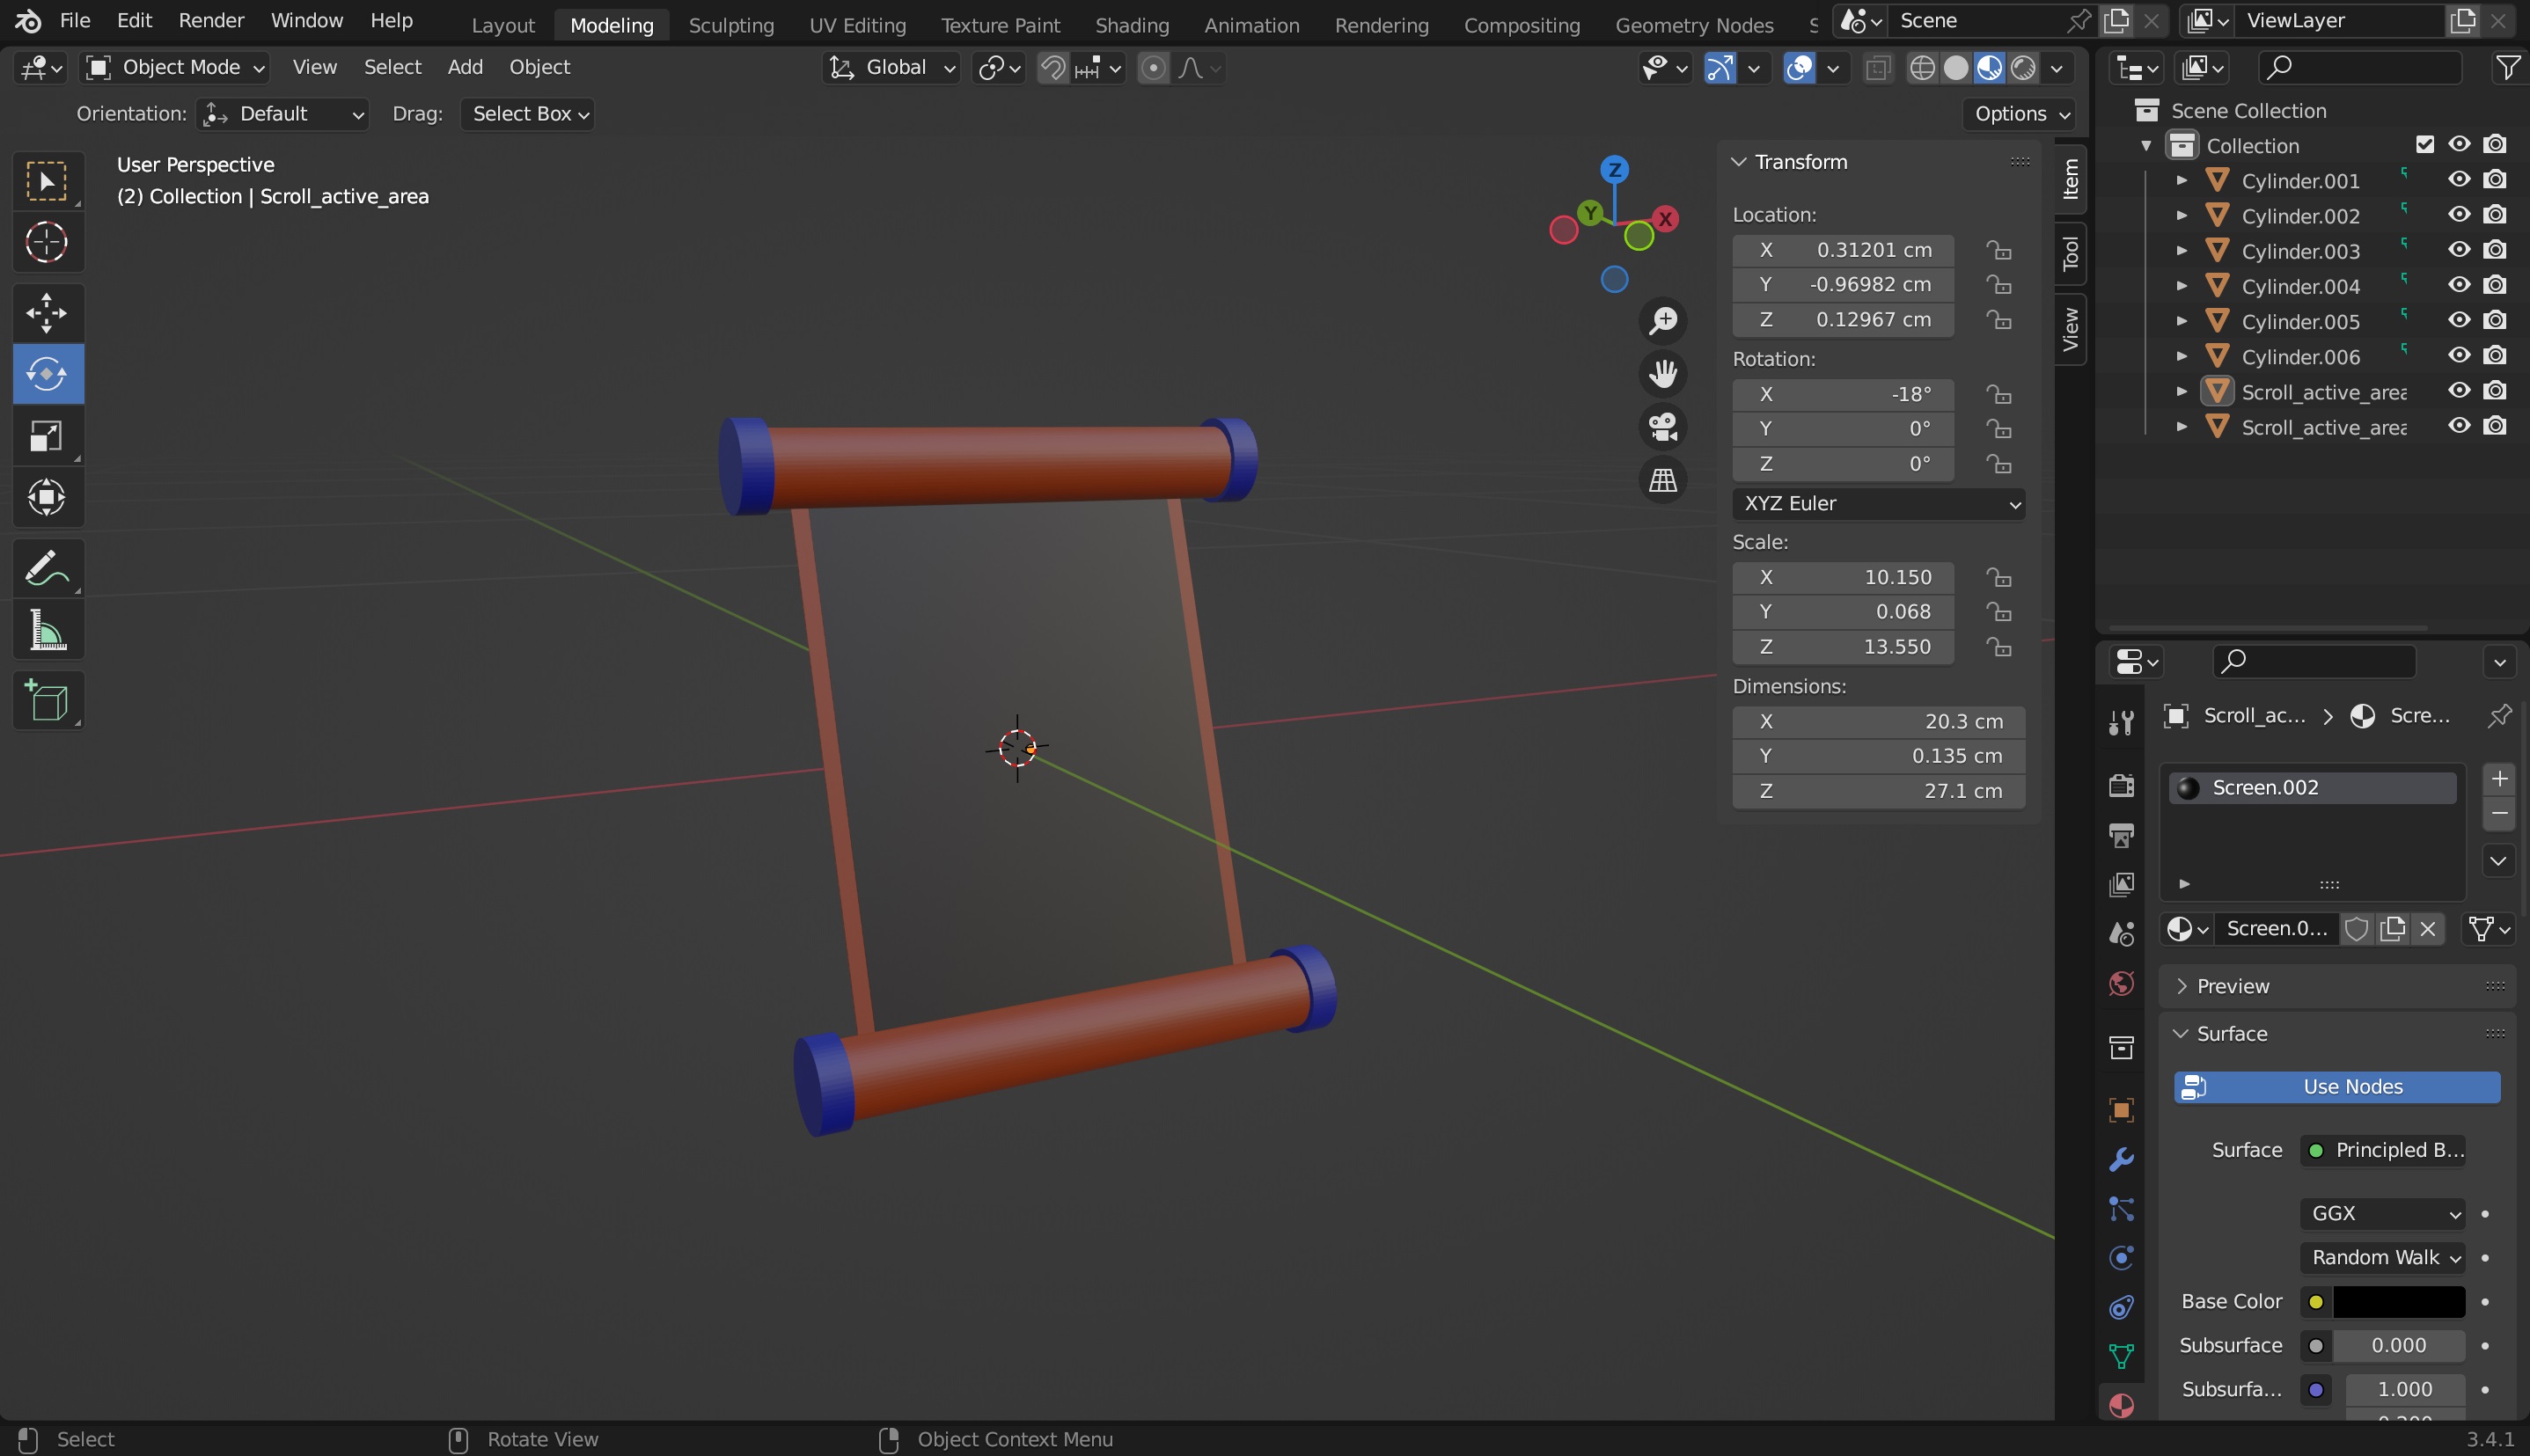 File Edit Render Window Help Layout Modeling Sculpting UV Editing Texture Paint Shading Animation Rendering Compositing Geometry Nodes Scene ViewLayer
Object Mode View Select Add Object Global
Orientation: Default Drag: Select Box Options
User Perspective
(2) Collection | Scroll_active_area
Z
Y
X
Transform
Location:
X 0.31201 cm
Y -0.96982 cm
Z 0.12967 cm
Rotation:
X -18°
Y 0°
Z 0°
XYZ Euler
Scale:
X 10.150
Y 0.068
Z 13.550
Dimensions:
X 20.3 cm
Y 0.135 cm
Z 27.1 cm
Item
Tool
View
Scene Collection
Collection
Cylinder.001
Cylinder.002
Cylinder.003
Cylinder.004
Cylinder.005
Cylinder.006
Scroll_active_area
Scroll_active_area
Scroll_ac... Scre...
Screen.002
Screen.0...
Preview
Surface
Use Nodes
Surface Principled B...
GGX
Random Walk
Base Color
Subsurface 0.000
Subsurfa... 1.000
Select Rotate View Object Context Menu 3.4.1